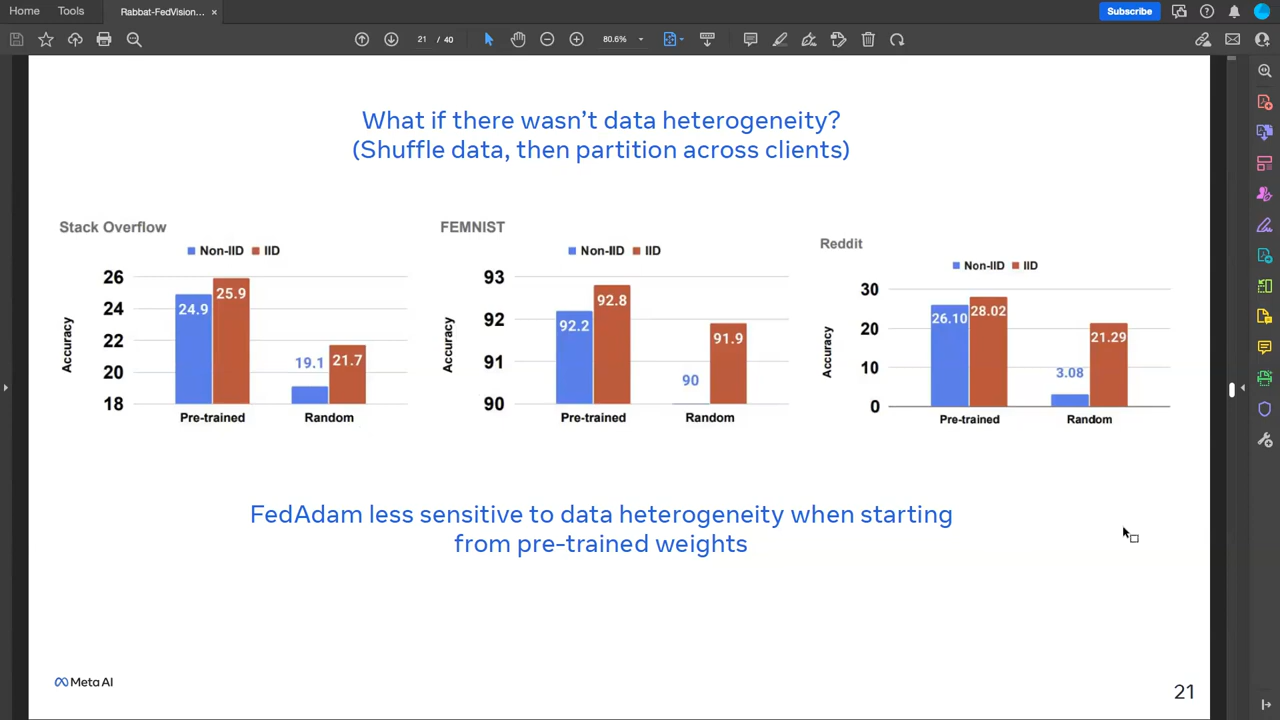 Home
Tools
Rabbat-FedVision...
×
Subscribe
21 / 40
80.6%
What if there wasn't data heterogeneity?
(Shuffle data, then partition across clients)
Stack Overflow
Non-IID
IID
26
24
22
20
18
Accuracy
24.9
25.9
19.1
21.7
Pre-trained
Random
FEMNIST
Non-IID
IID
93
92
91
90
Accuracy
92.2
92.8
90
91.9
Pre-trained
Random
Reddit
Non-IID
IID
30
20
10
0
Accuracy
26.10
28.02
3.08
21.29
Pre-trained
Random
FedAdam less sensitive to data heterogeneity when starting
from pre-trained weights
Meta AI
21